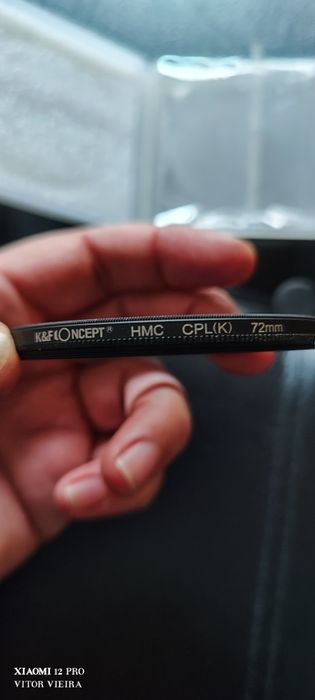 K&F CONCEPT® HMC CPL(K) 72mm
XIAOMI 12 PRO
VITOR VIEIRA